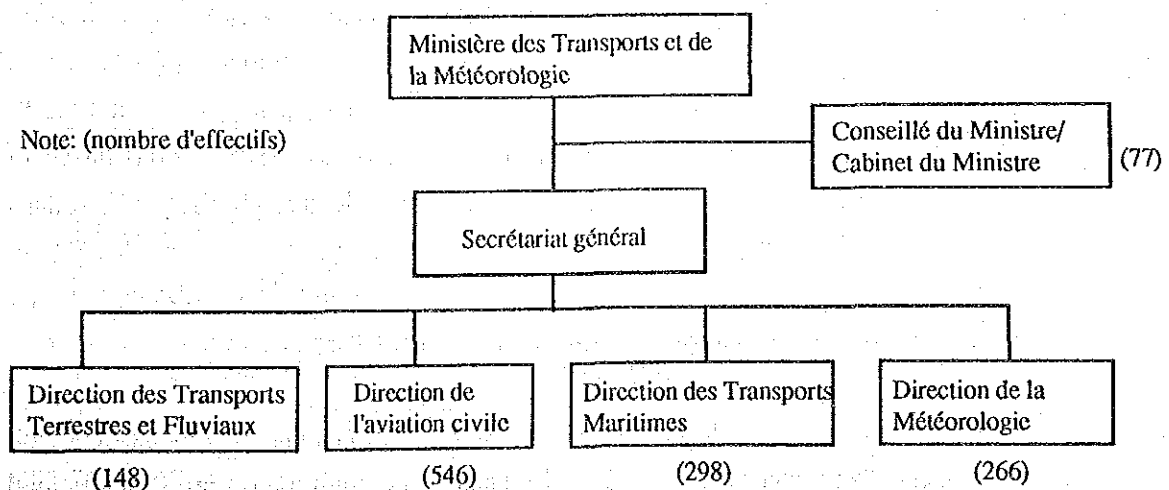 Ministère des Transports et de
la Météorologie
Note: (nombre d'effectifs)
Conseillé du Ministre/
Cabinet du Ministre
(77)
Secrétariat général
Direction des Transports
Terrestres et Fluviaux
(148)
Direction de
l'aviation civile
(546)
Direction des Transports
Maritimes
(298)
Direction de la
Météorologie
(266)